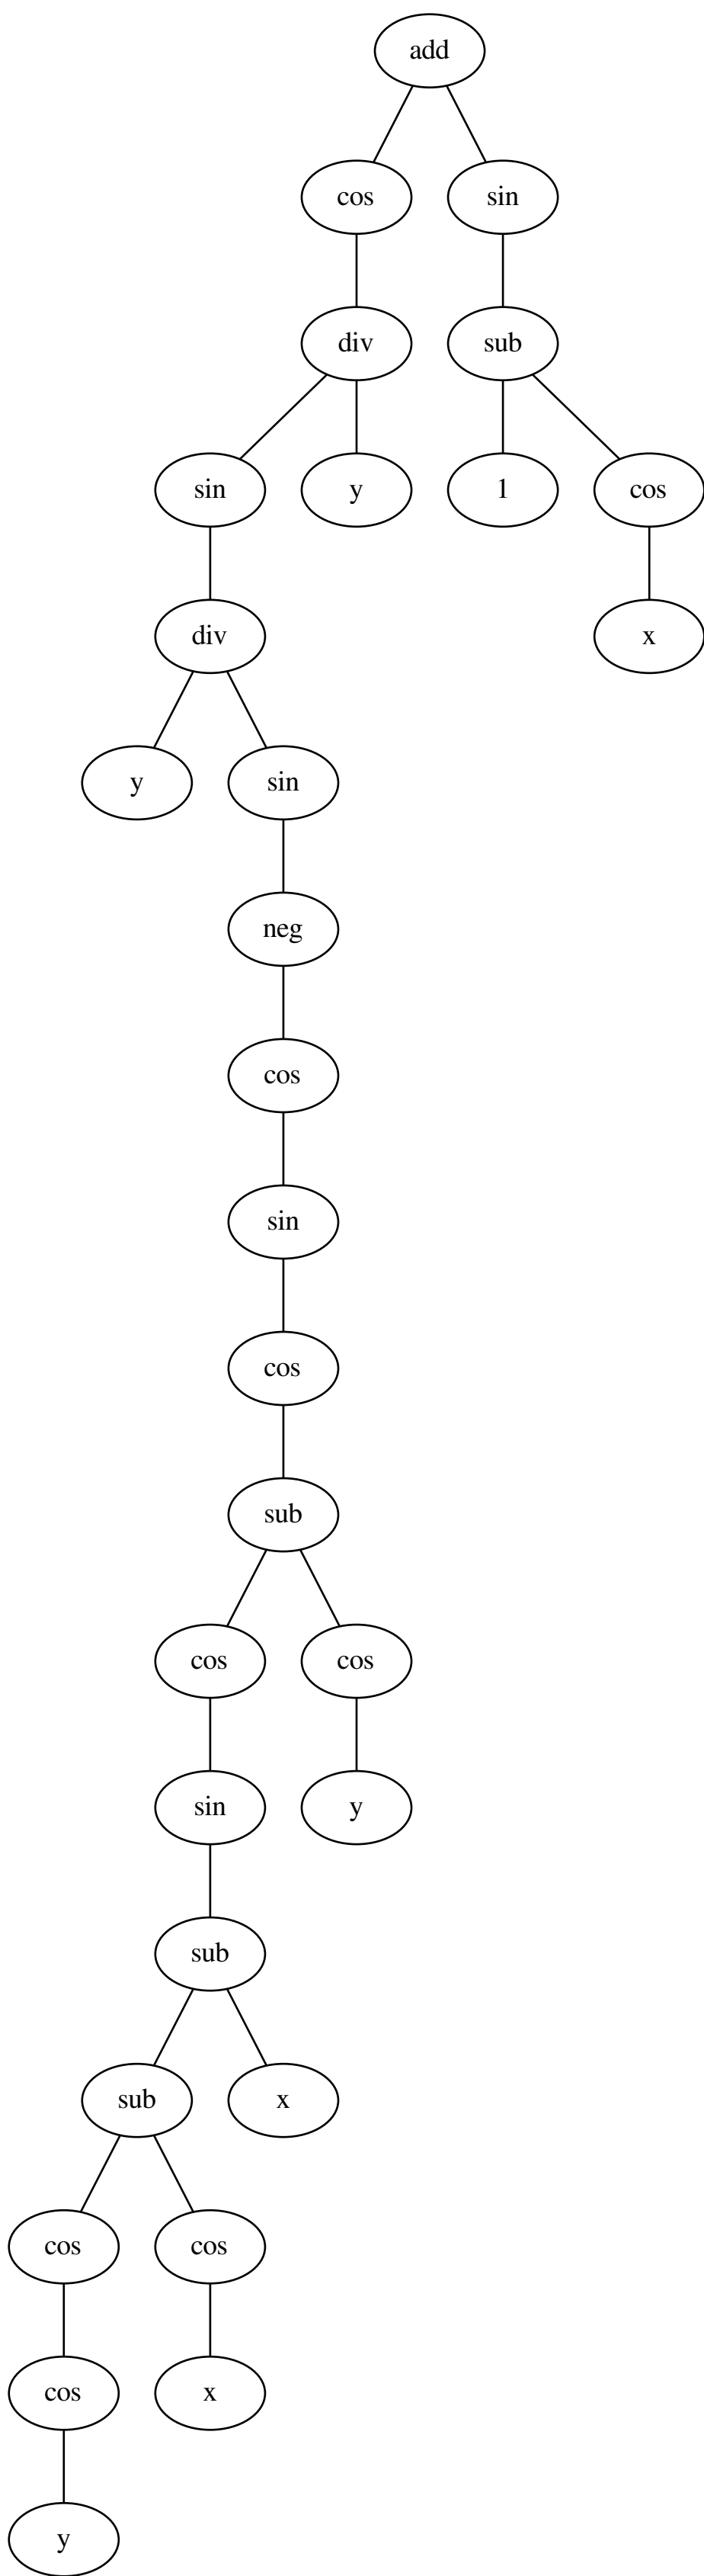 add
cos sin
div sub
sin y 1 cos
div x
y sin
neg
cos
sin
cos
sub
cos cos
sin y
sub
sub x
cos cos
cos x
y